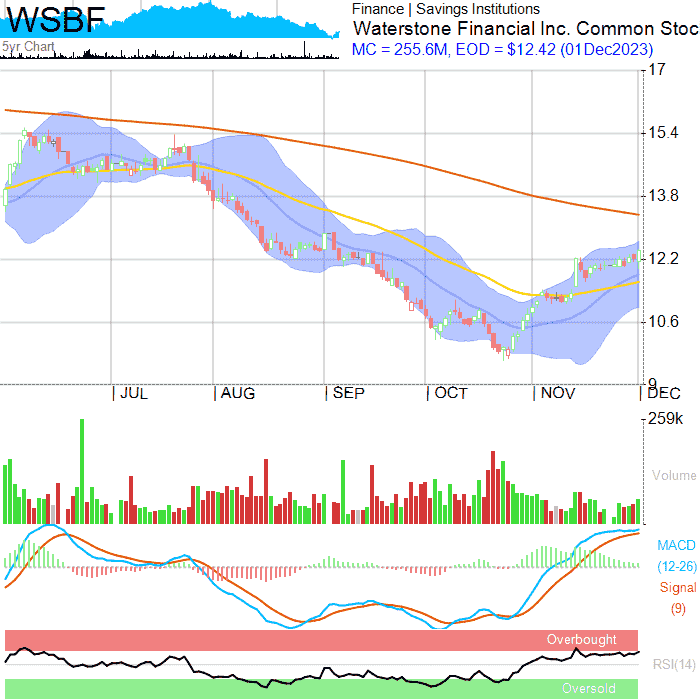 WSBF
5yr Chart
Finance | Savings Institutions
Waterstone Financial Inc. Common Stoc
MC = 255.6M, EOD = $12.42 (01Dec2023)
17
15.4
13.8
12.2
10.6
9
JUL AUG SEP OCT NOV DEC
259k
Volume
MACD
(12-26)
Signal
(9)
Overbought
RSI(14)
Oversold